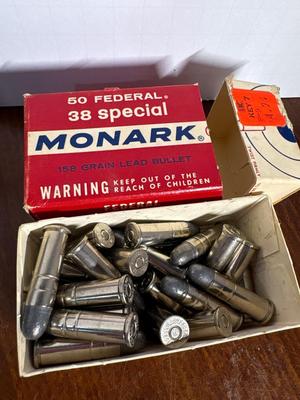 50 FEDERAL®
38 special
MONARK®
158 GRAIN LEAD BULLET
WARNING KEEP OUT OF THE
REACH OF CHILDREN
FEDERAL